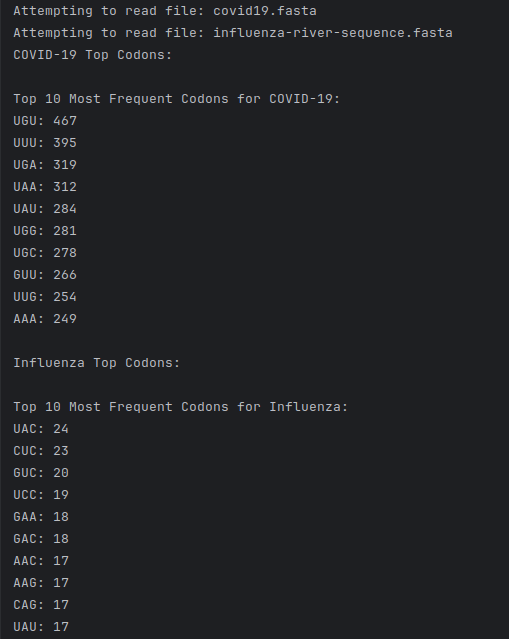 Attempting to read file: covid19.fasta
Attempting to read file: influenza-river-sequence.fasta
COVID-19 Top Codons:
Top 10 Most Frequent Codons for COVID-19:
UGU: 467
UUU: 395
UGA: 319
UAA: 312
UAU: 284
UGG: 281
UGC: 278
GUU: 266
UUG: 254
AAA: 249
Influenza Top Codons:
Top 10 Most Frequent Codons for Influenza:
UAC: 24
CUC: 23
GUC: 20
UCC: 19
GAA: 18
GAC: 18
AAC: 17
AAG: 17
CAG: 17
UAU: 17